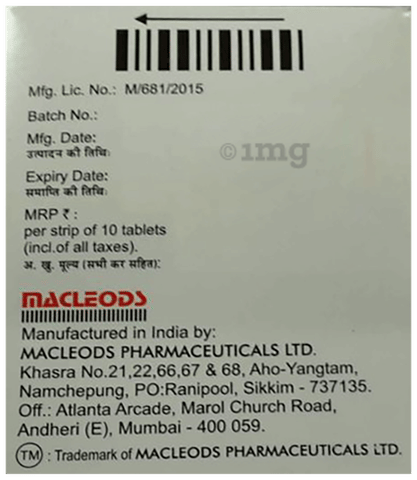 Mfg. Lic. No.: M/681/2015
Batch No.:
Mfg. Date:
उत्पादन की तिथि:
©1mg
Expiry Date:
समाप्ति की तिथि:
MRP ₹ :
per strip of 10 tablets
(incl.of all taxes).
अ. खु. मूल्य (सभी कर सहित):
MACLEODS
Manufactured in India by:
MACLEODS PHARMACEUTICALS LTD.
Khasra No.21,22,66,67 & 68, Aho-Yangtam,
Namchepung, PO:Ranipool, Sikkim - 737135.
Off.: Atlanta Arcade, Marol Church Road,
Andheri (E), Mumbai - 400 059.
TM : Trademark of MACLEODS PHARMACEUTICALS LTD.